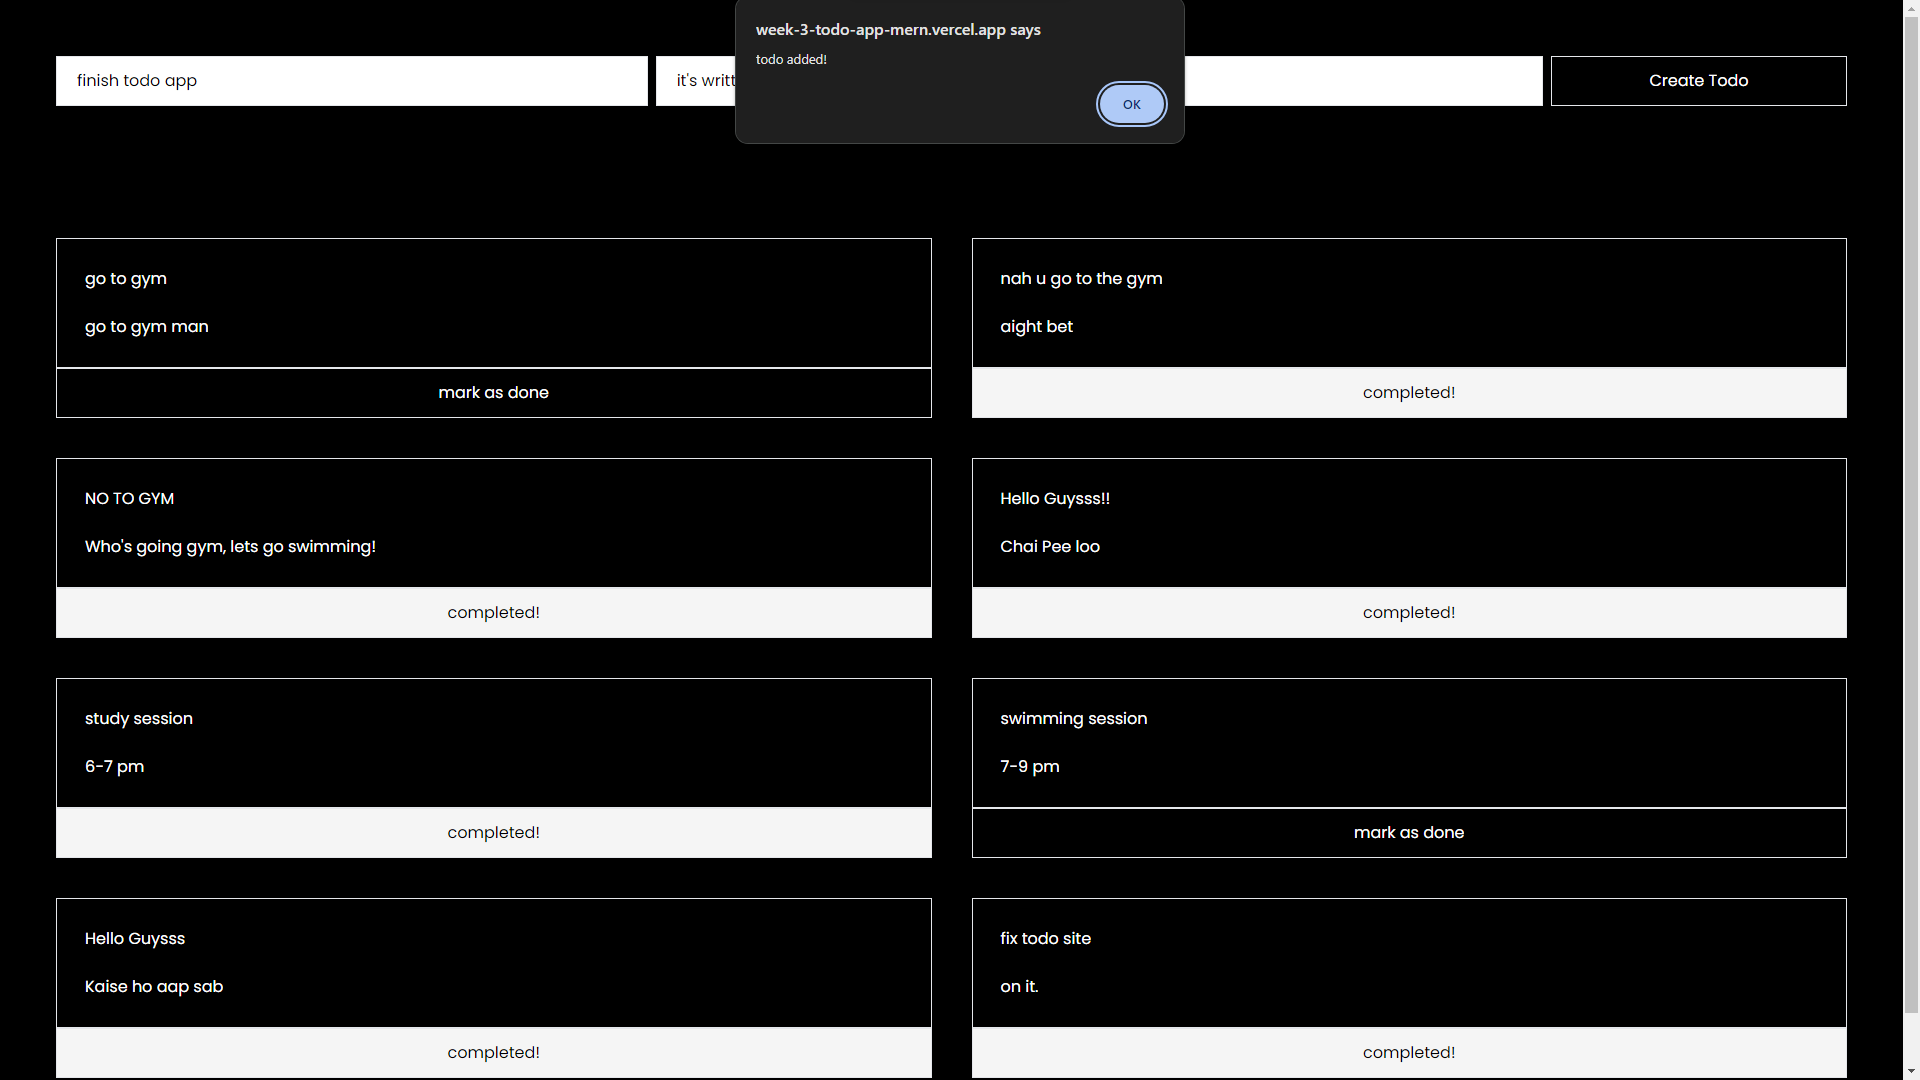 week-3-todo-app-mern.vercel.app says
todo added!
OK
finish todo app
it's
Create Todo
go to gym
go to gym man
mark as done
nah u go to the gym
aight bet
completed!
NO TO GYM
Who's going gym, lets go swimming!
completed!
Hello Guysss!!
Chai Pee loo
completed!
study session
6-7 pm
completed!
swimming session
7-9 pm
mark as done
Hello Guysss
Kaise ho aap sab
completed!
fix todo site
on it.
completed!